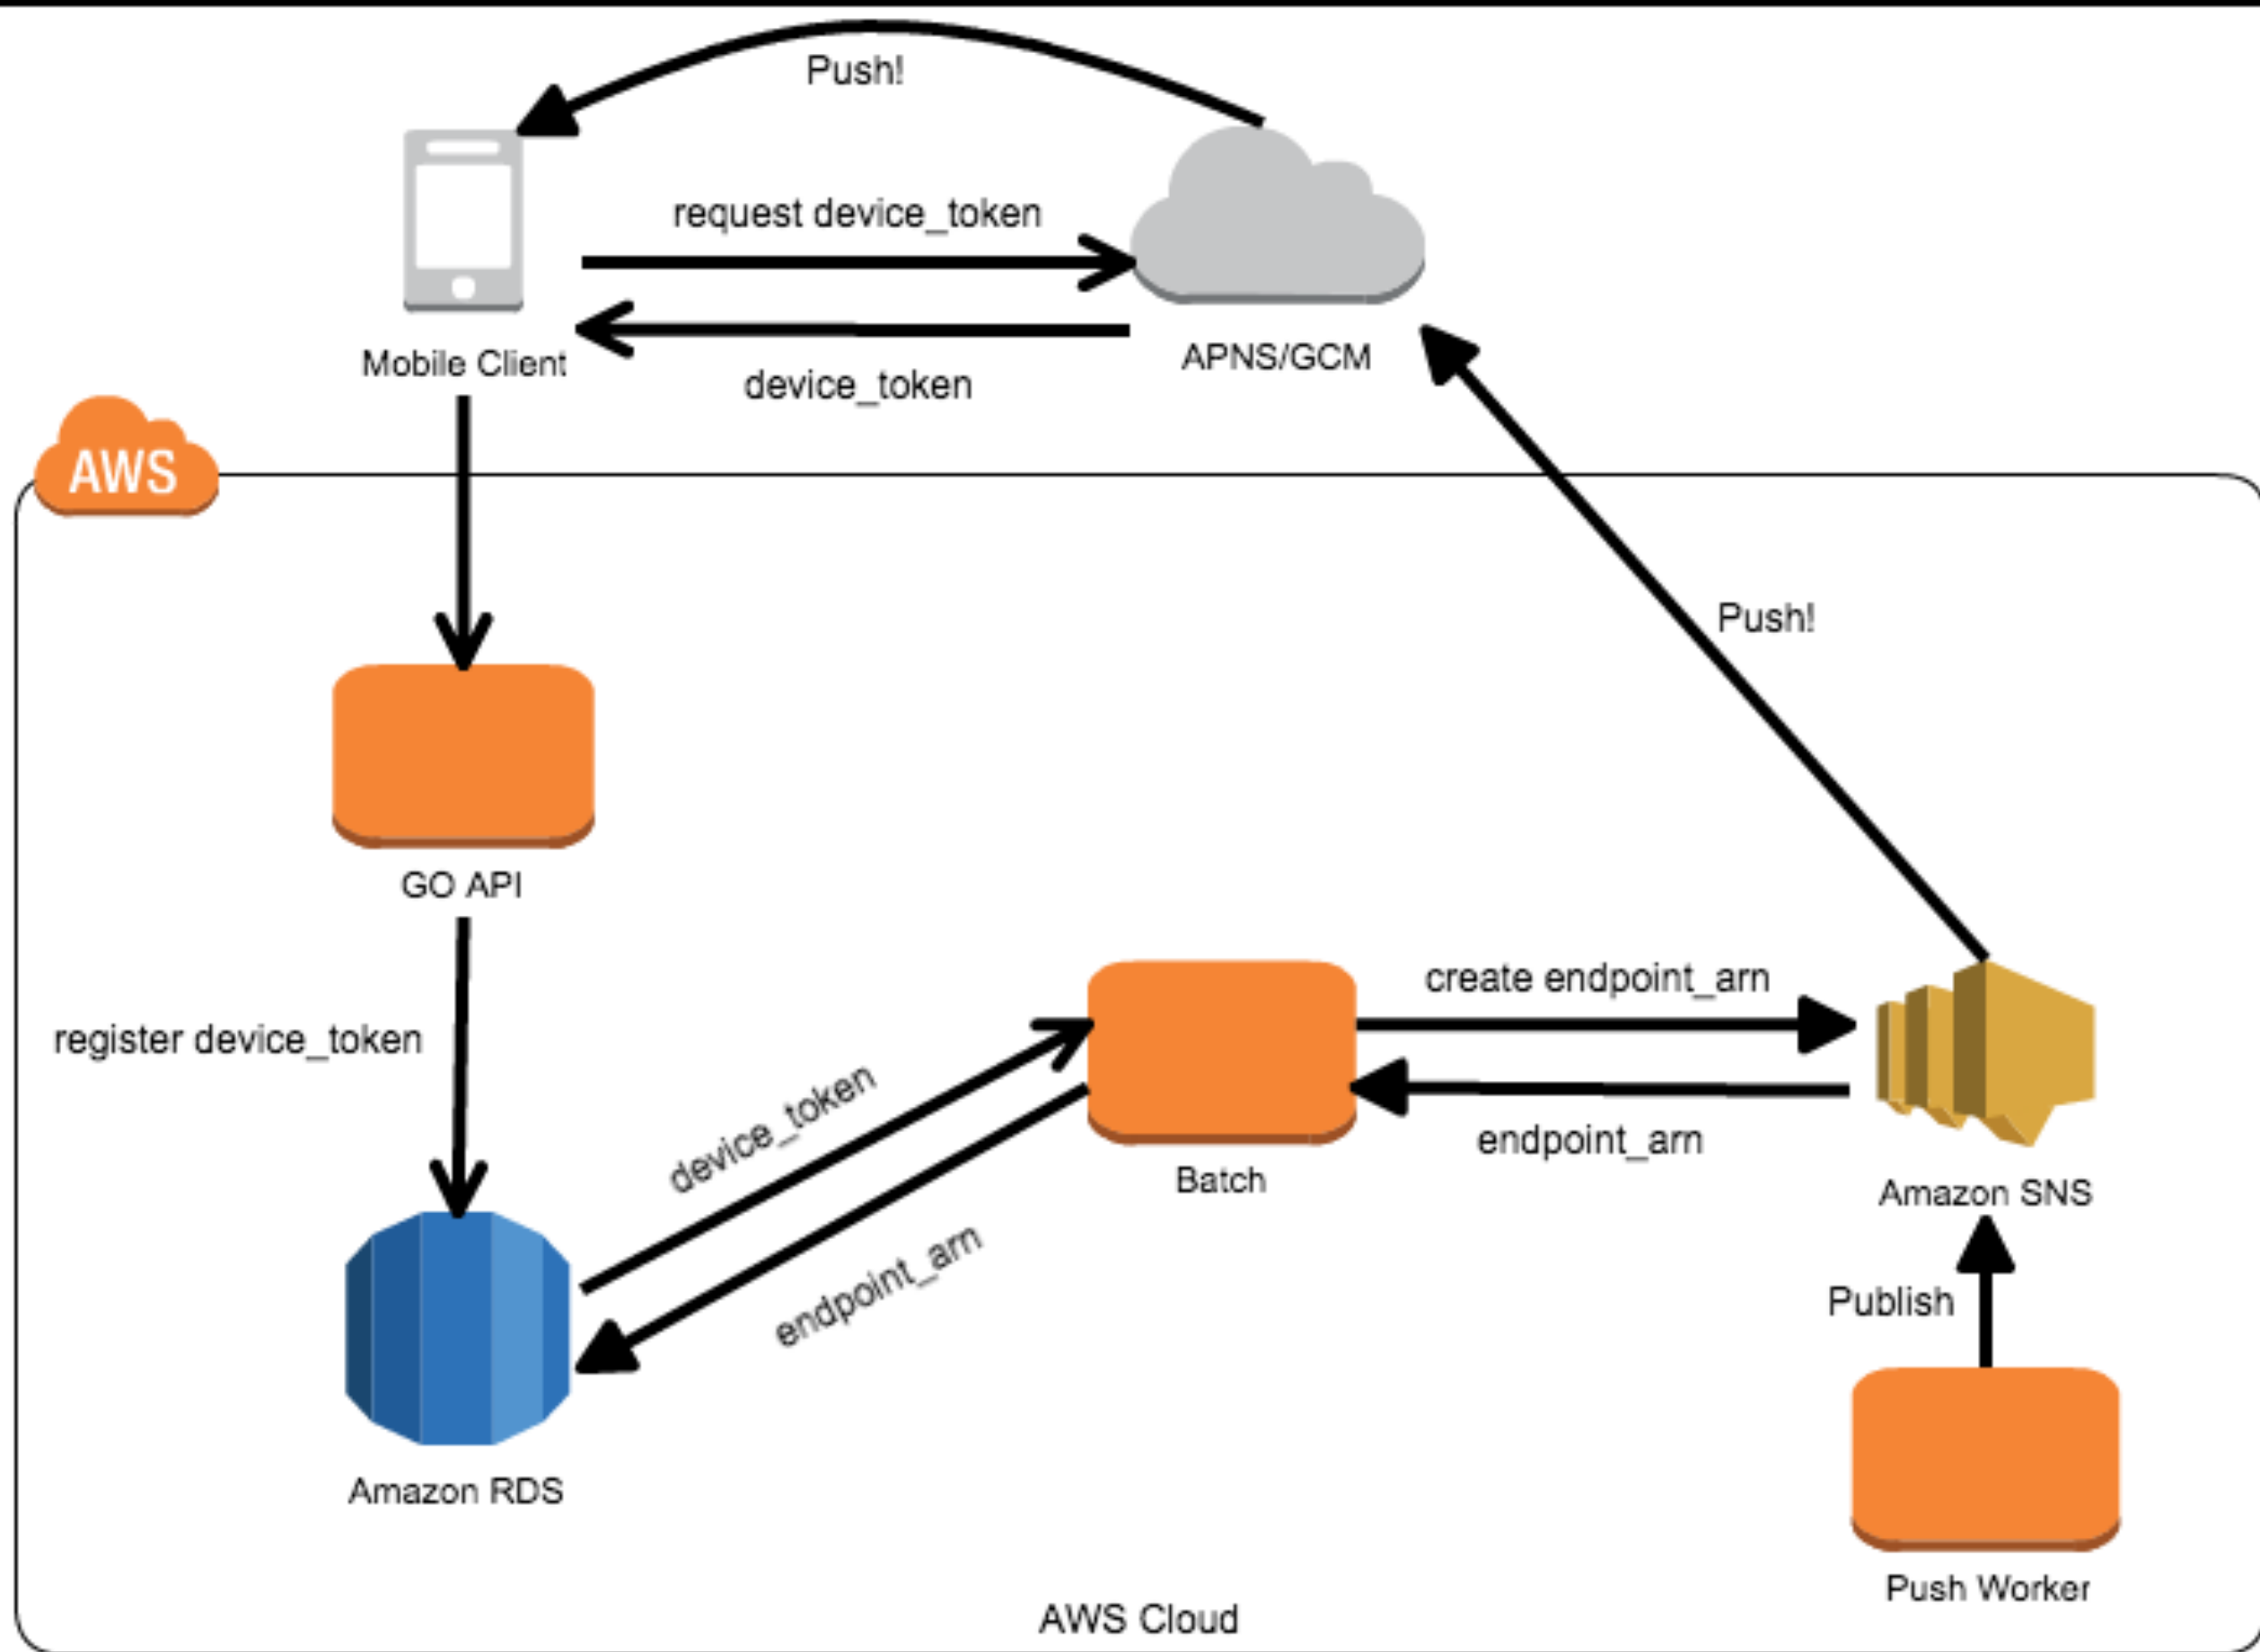 Push!
request device_token
Mobile Client
APNS/GCM
device_token
AWS
Push!
GO API
create endpoint_arn
register device_token
device_token
endpoint_arn
Batch
Amazon SNS
endpoint_arn
Publish
Amazon RDS
Push Worker
AWS Cloud